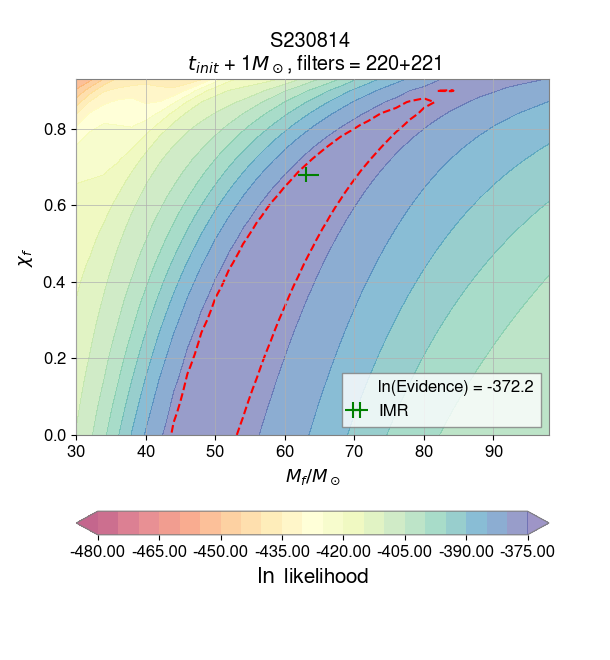 S230814
t_init + 1M_⊙, filters = 220+221
0.8
0.6
0.4
0.2
0.0
χ_f
30 40 50 60 70 80 90
M_f/M_⊙
ln(Evidence) = -372.2
IMR
-480.00 -465.00 -450.00 -435.00 -420.00 -405.00 -390.00 -375.00
ln likelihood